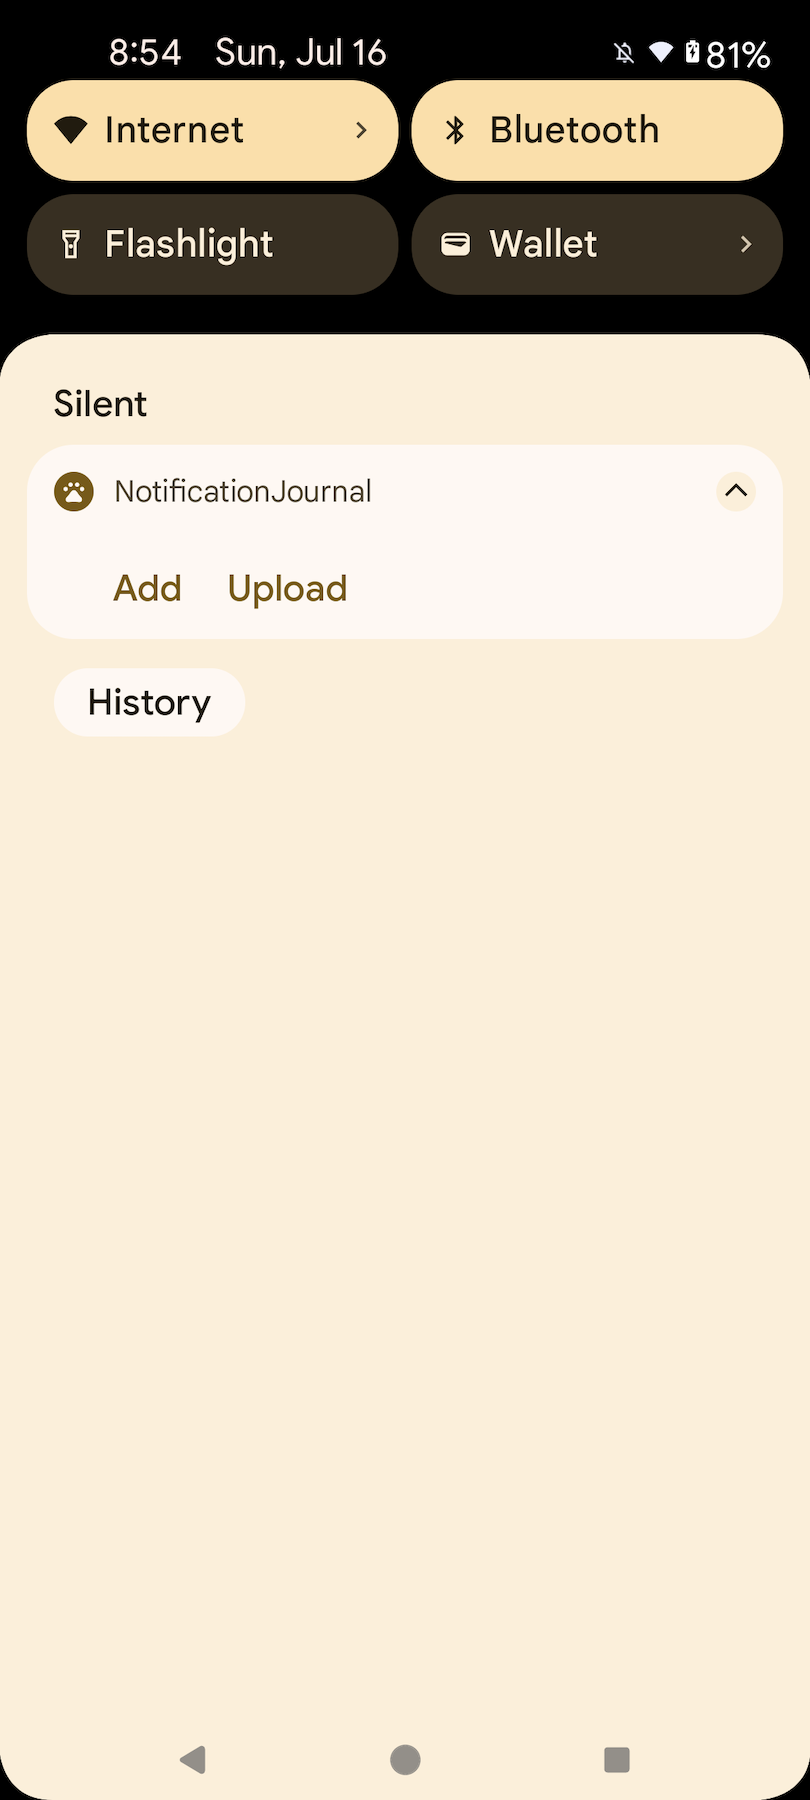 8:54 Sun, Jul 16 81%
Internet Bluetooth
Flashlight Wallet
Silent
NotificationJournal
Add Upload
History